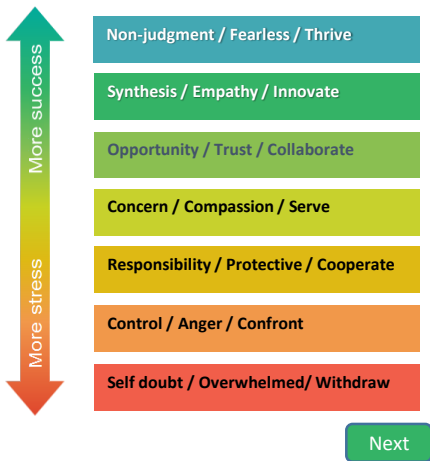 More success
Non-judgment / Fearless / Thrive
Synthesis / Empathy / Innovate
Opportunity / Trust / Collaborate
Concern / Compassion / Serve
Responsibility / Protective / Cooperate
More stress
Control / Anger / Confront
Self doubt / Overwhelmed/ Withdraw
Next